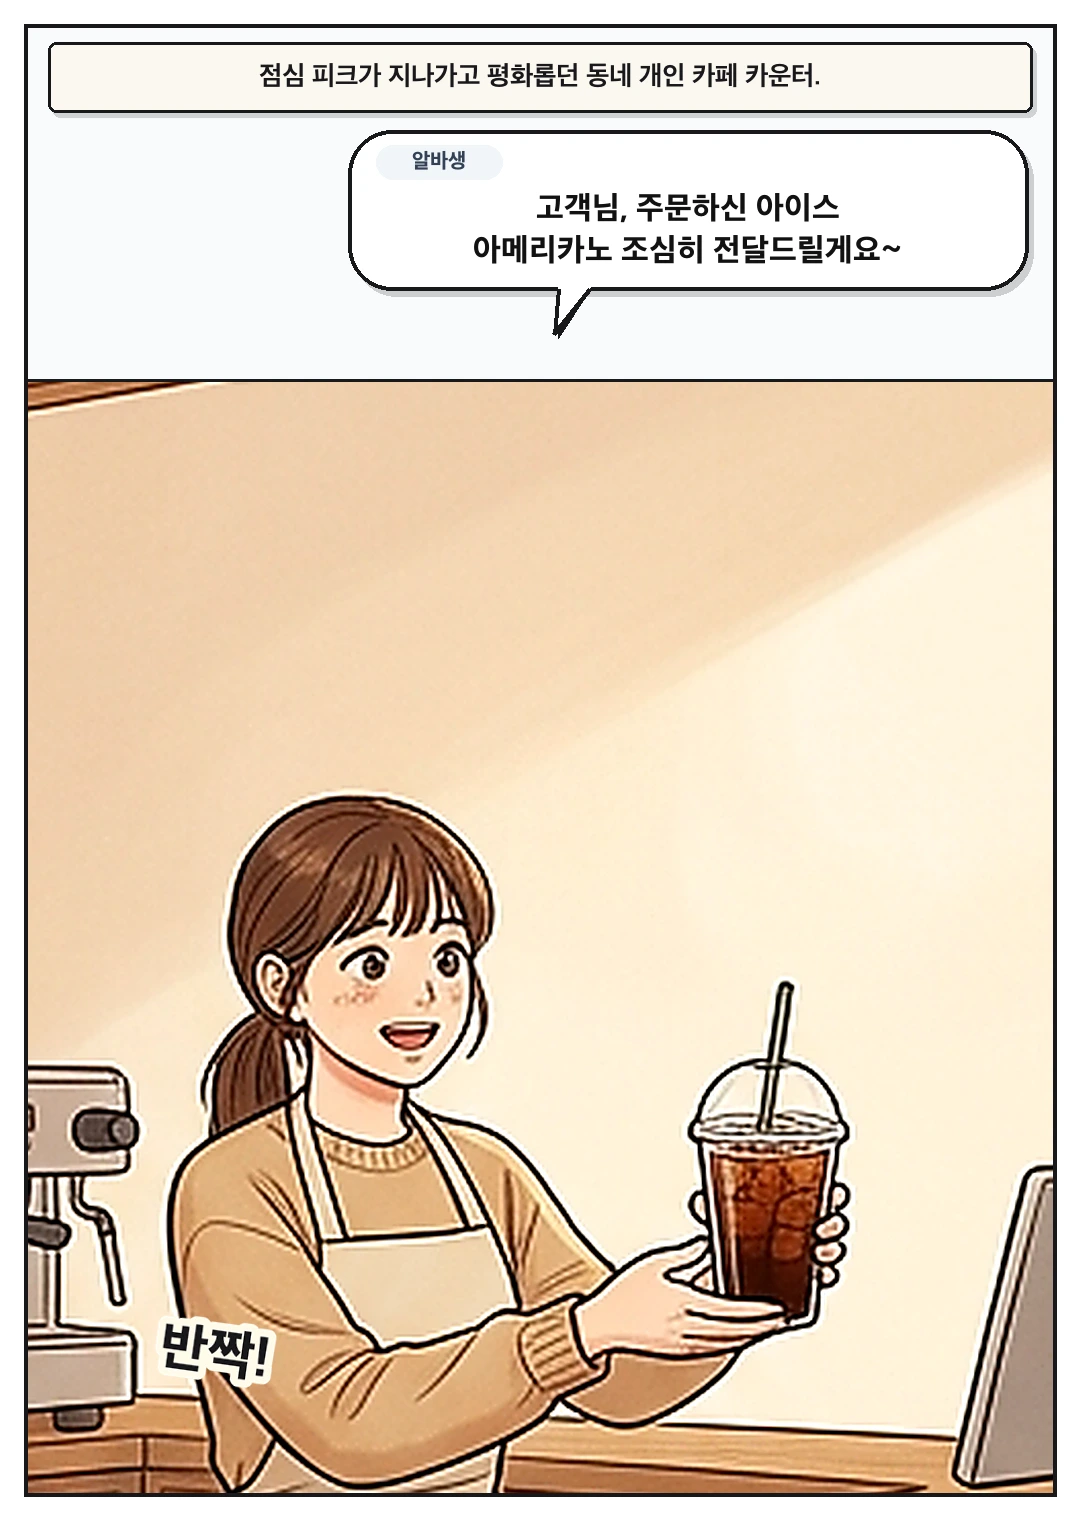 점심 피크가 지나가고 평화롭던 동네 개인 카페 카운터.
알바생
고객님, 주문하신 아이스
아메리카노 조심히 전달드릴게요~
반짝!